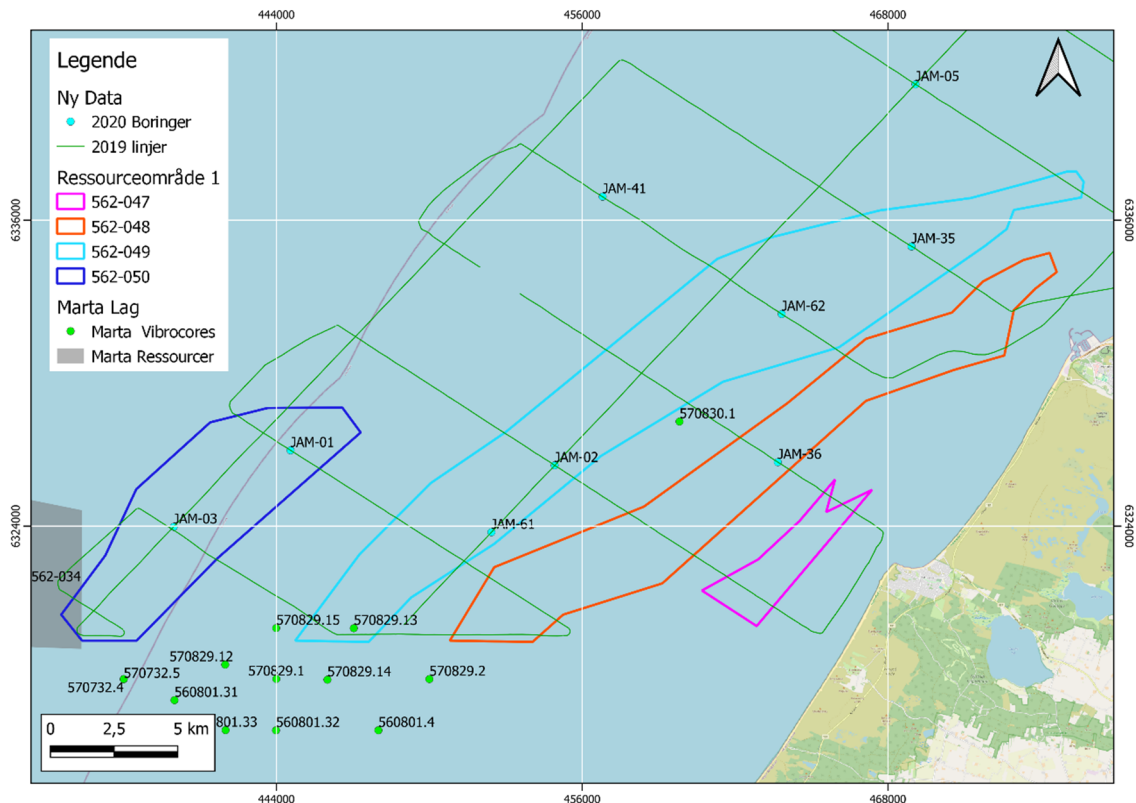 444000
456000
468000
Legende
Ny Data
2020 Boringer
2019 linjer
Ressourceområde 1
562-047
562-048
562-049
562-050
Marta Lag
Marta Vibrocores
Marta Ressourcer
JAM-05
JAM-41
6336000
6336000
JAM-35
JAM-62
570830.1
JAM-01
JAM-02
JAM-36
JAM-03
JAM-61
6324000
6324000
562-034
570829.15
570829.13
570829.12
570732.5
570829.1
570829.14
570829.2
570732.4
560801.31
801.33
560801.32
560801.4
0
2,5
5 km
444000
456000
468000